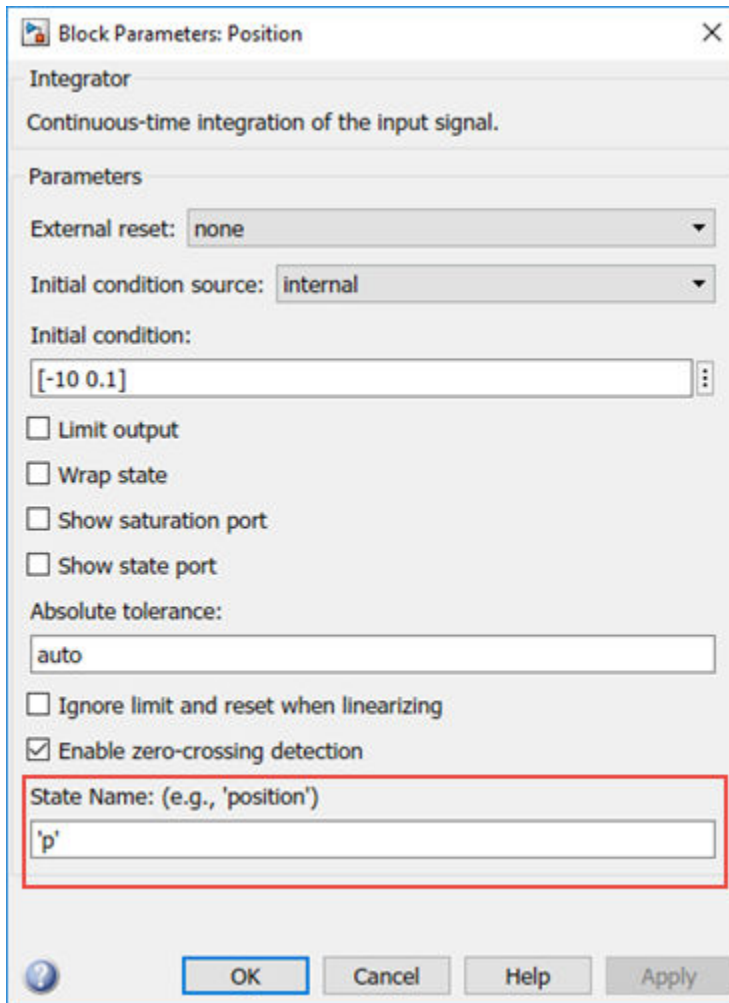 Block Parameters: Position
Integrator
Continuous-time integration of the input signal.
Parameters
External reset: none
Initial condition source: internal
Initial condition:
[-10 0.1]
Limit output
Wrap state
Show saturation port
Show state port
Absolute tolerance:
auto
Ignore limit and reset when linearizing
Enable zero-crossing detection
State Name: (e.g., 'position')
'p'
? OK Cancel Help Apply